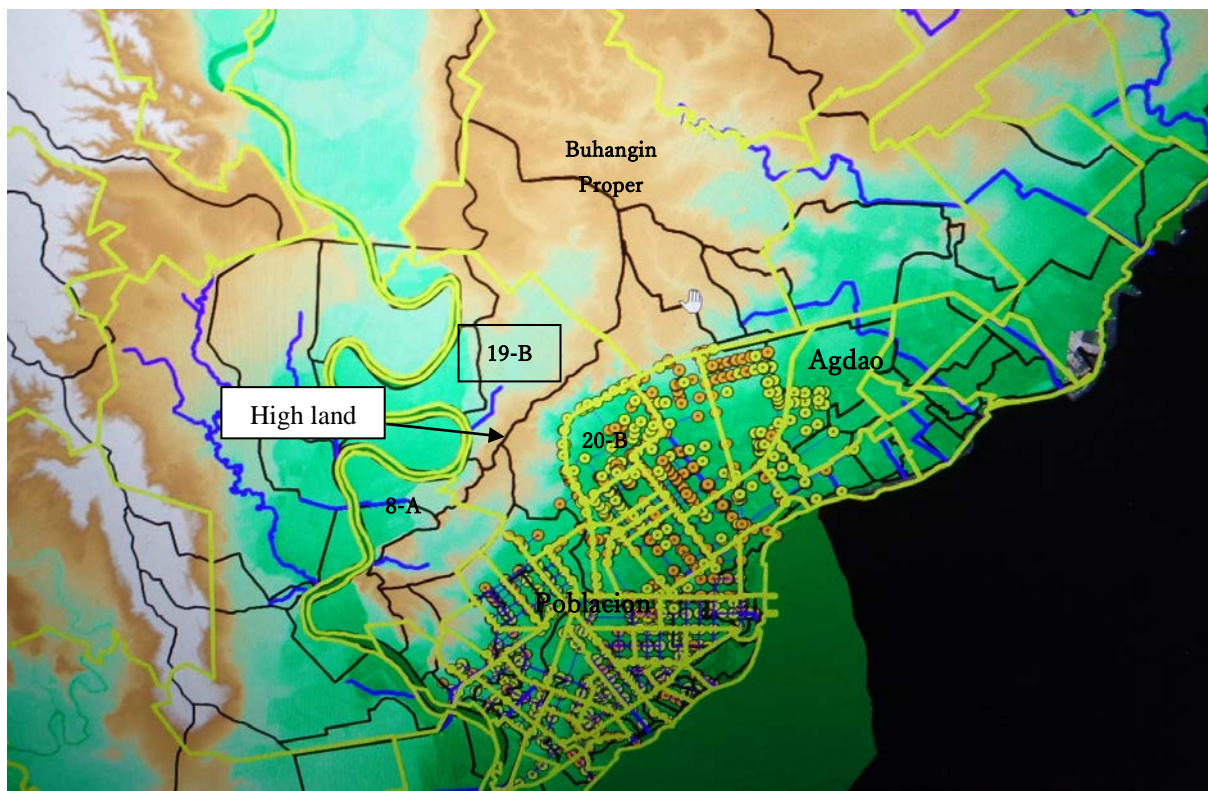 Buhangin
Proper
19-B
Agdao
High land
20-B
8-A
Poblacion